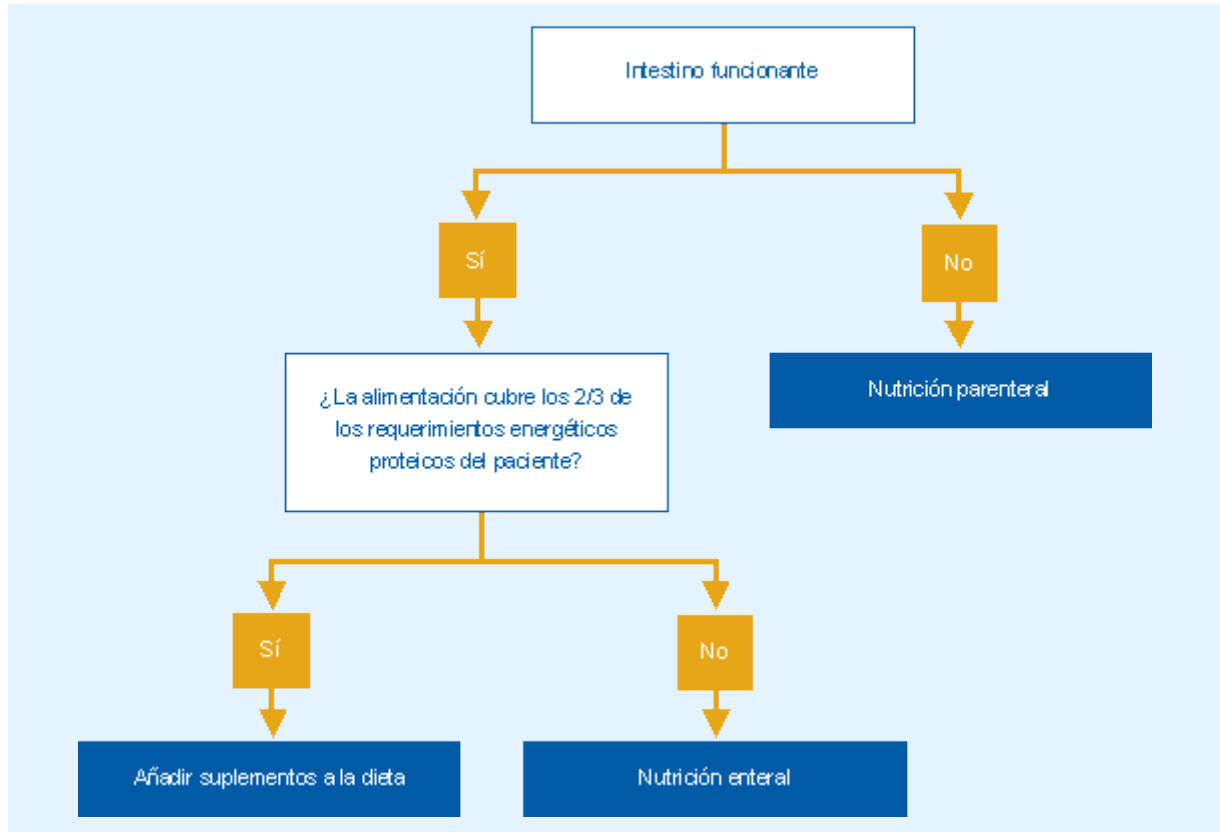 Intestino funcionante
Sí
No
¿La alimentación cubre los 2/3 de
los requerimientos energéticos
proteicos del paciente?
Nutrición parenteral
Sí
No
Añadir suplementos a la dieta
Nutrición enteral